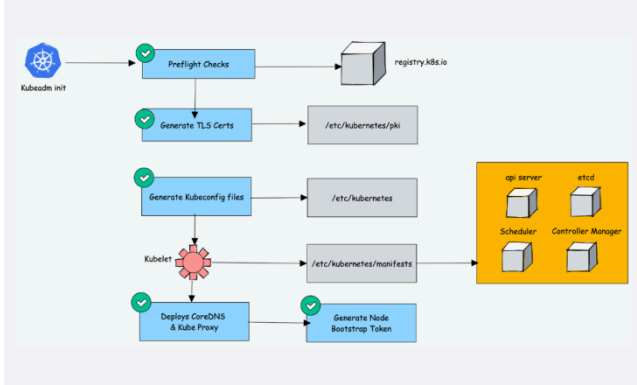 Kubeadm init
Preflight Checks
registry.k8s.io
Generate TLS Certs
/etc/kubernetes/pki
Generate Kubeconfig files
/etc/kubernetes
api server
etcd
Scheduler
Controller Manager
Kubelet
/etc/kubernetes/manifests
Deploys CoreDNS
& Kube Proxy
Generate Node
Bootstrap Token